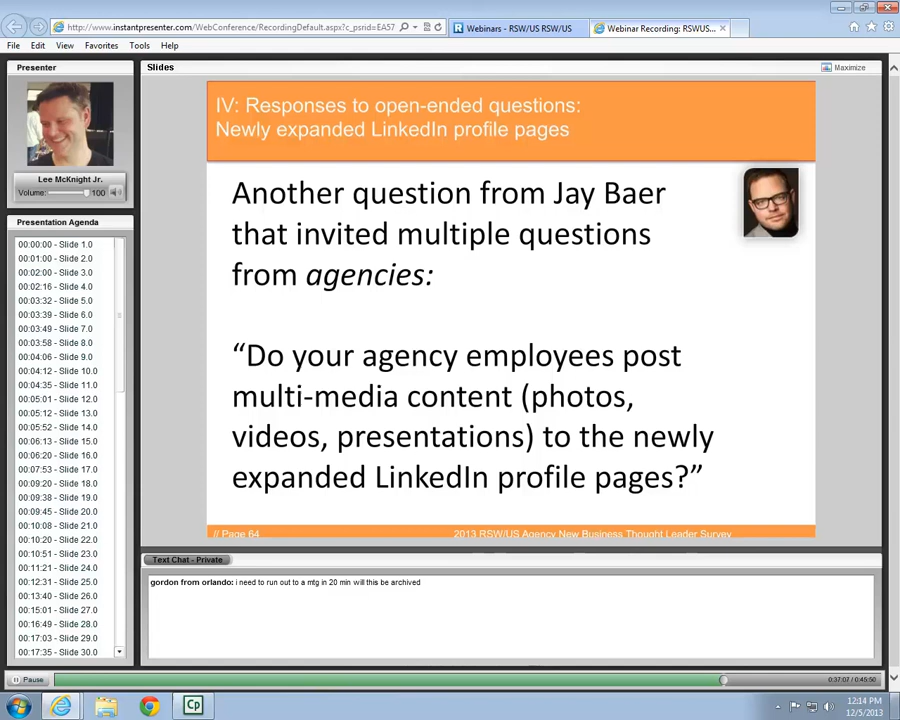 http://www.instantpresenter.com/WebConference/RecordingDefault.aspx?c_psrid=EA57
Webinars - RSW/US RSW/US
Webinar Recording: RSWUS...
File Edit View Favorites Tools Help
Presenter
Lee McKnight Jr.
Volume: 100
Presentation Agenda
00:00:00 - Slide 1.0
00:01:00 - Slide 2.0
00:02:00 - Slide 3.0
00:02:16 - Slide 4.0
00:03:32 - Slide 5.0
00:03:39 - Slide 6.0
00:03:49 - Slide 7.0
00:03:58 - Slide 8.0
00:04:06 - Slide 9.0
00:04:12 - Slide 10.0
00:04:35 - Slide 11.0
00:05:01 - Slide 12.0
00:05:12 - Slide 13.0
00:05:52 - Slide 14.0
00:06:13 - Slide 15.0
00:06:20 - Slide 16.0
00:07:53 - Slide 17.0
00:09:20 - Slide 18.0
00:09:38 - Slide 19.0
00:09:45 - Slide 20.0
00:10:08 - Slide 21.0
00:10:20 - Slide 22.0
00:10:51 - Slide 23.0
00:11:21 - Slide 24.0
00:12:31 - Slide 25.0
00:13:40 - Slide 26.0
00:15:01 - Slide 27.0
00:16:49 - Slide 28.0
00:17:03 - Slide 29.0
00:17:35 - Slide 30.0
Slides
Maximize
IV: Responses to open-ended questions:
Newly expanded LinkedIn profile pages
Another question from Jay Baer
that invited multiple questions
from agencies:
“Do your agency employees post
multi-media content (photos,
videos, presentations) to the newly
expanded LinkedIn profile pages?”
// Page 64
2013 RSW/US Agency New Business Thought Leader Survey
Text Chat - Private
gordon from orlando: i need to run out to a mtg in 20 min will this be archived
Pause
0:37:07 / 0:45:50
Cp
12:14 PM
12/5/2013